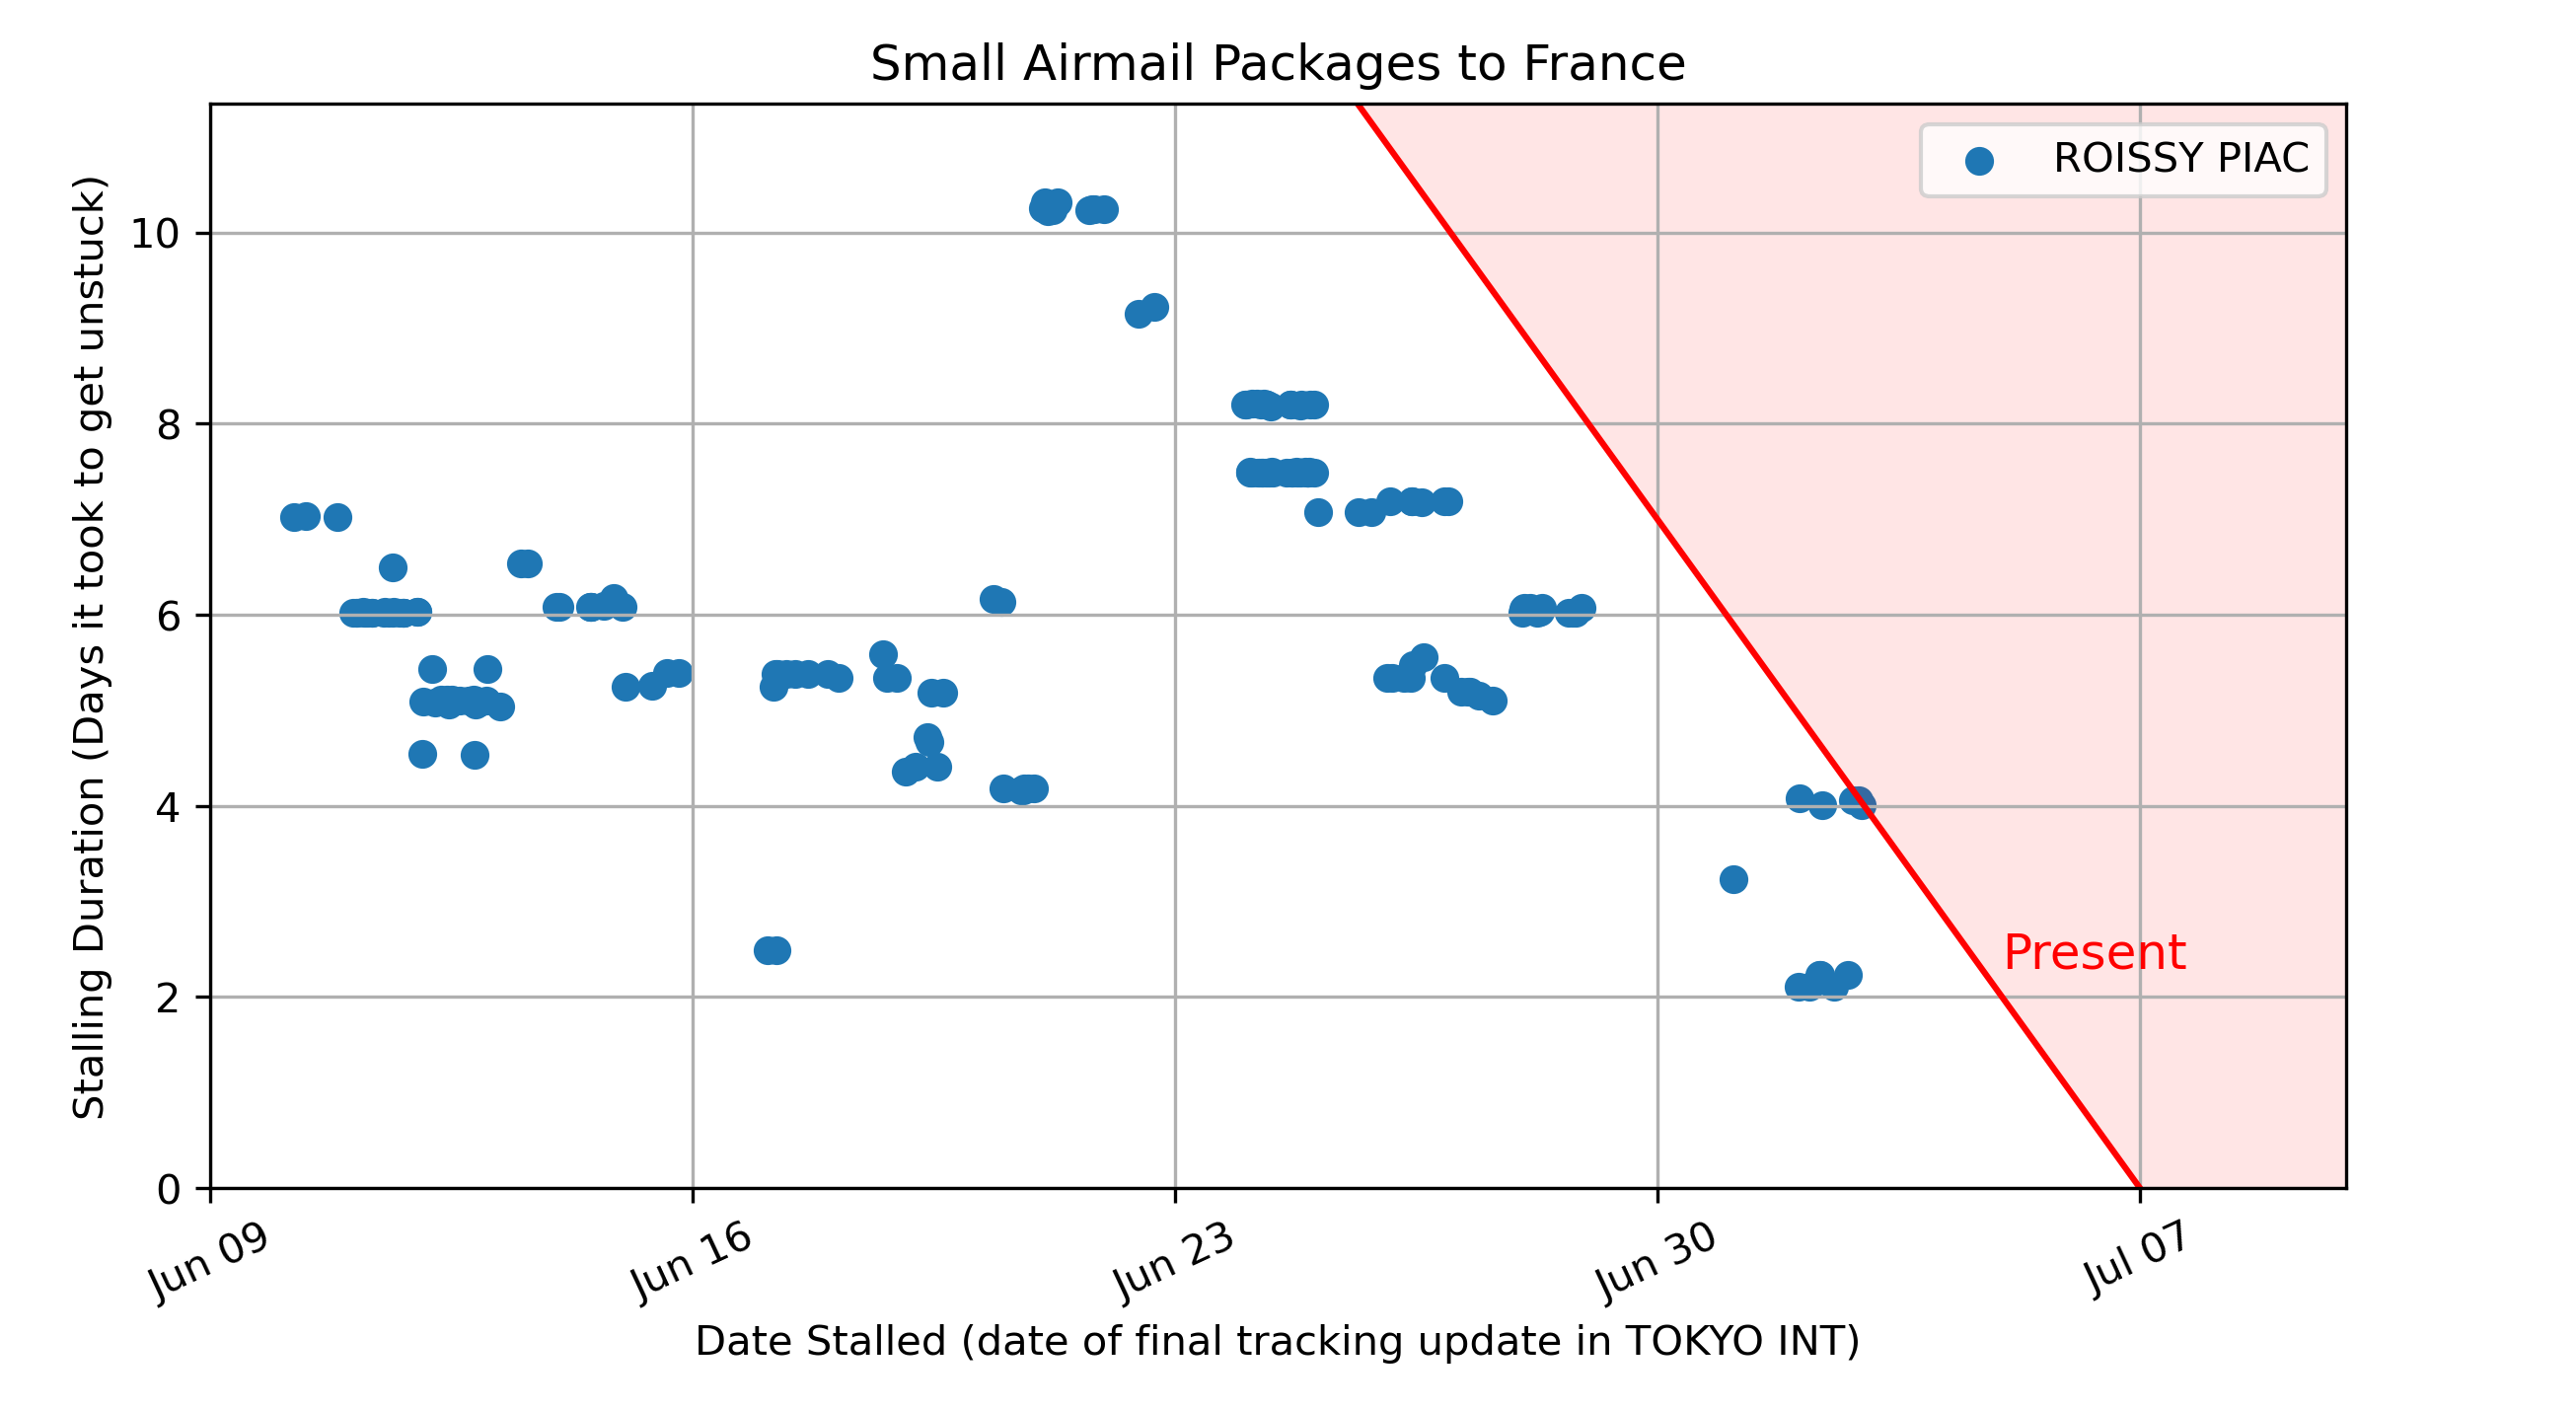 Small Airmail Packages to France
ROISSY PIAC
Present
Stalling Duration (Days it took to get unstuck)
10
8
6
4
2
0
Jun 09
Jun 16
Jun 23
Jun 30
Jul 07
Date Stalled (date of final tracking update in TOKYO INT)